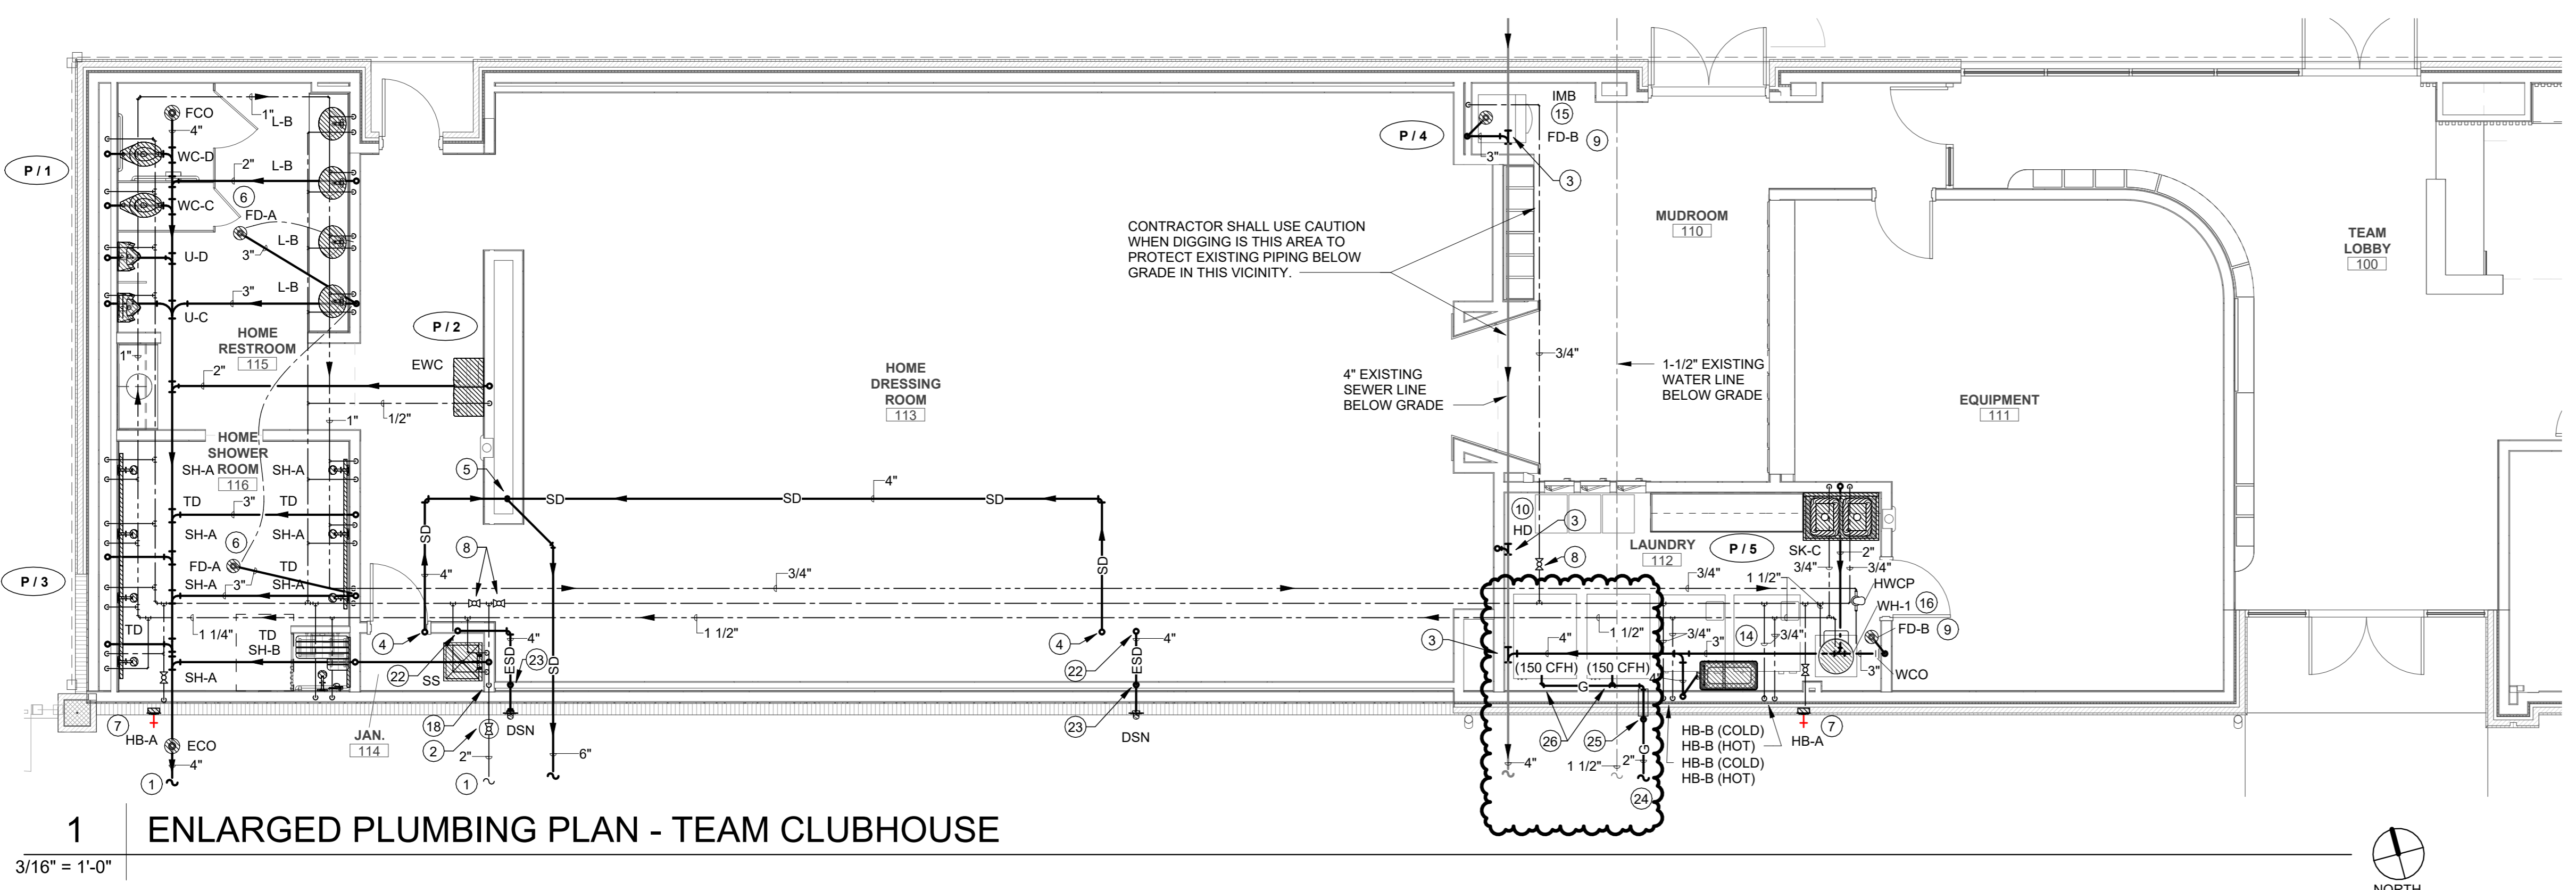 FCO
4"
1"
L-B
WC-D
2"
L-B
P / 1
6
WC-C
FD-A
L-B
U-D
3"
L-B
3"
U-C
HOME
RESTROOM
115
1"
2"
P / 2
EWC
1"
1/2"
HOME
SHOWER
ROOM
116
SH-A
SH-A
TD
3"
TD
SH-A
SH-A
6
FD-A
TD
P / 3
SH-A
3"
SH-A
TD
1 1/4"
TD
SH-B
SH-A
7
HB-A
ECO
4"
1
JAN.
114
5
SD
SD
SD
4"
SD
4"
8
SD
3/4"
4
1 1/2"
4
22
SS
4"
ESD
23
SD
18
DSN
2
2"
1
6"
22
4"
ESD
23
DSN
HOME
DRESSING
ROOM
113
CONTRACTOR SHALL USE CAUTION
WHEN DIGGING IS THIS AREA TO
PROTECT EXISTING PIPING BELOW
GRADE IN THIS VICINITY.
P / 4
IMB
15
FD-B
9
3"
3
MUDROOM
110
3/4"
4" EXISTING
SEWER LINE
BELOW GRADE
1-1/2" EXISTING
WATER LINE
BELOW GRADE
EQUIPMENT
111
TEAM
LOBBY
100
10
3
HD
8
LAUNDRY
112
P / 5
SK-C
2"
3/4"
3/4"
3/4"
1 1/2"
HWCP
WH-1
16
FD-B
9
3
4"
1 1/2"
3/4"
3"
14
3/4"
(150 CFH)
(150 CFH)
4"
3"
WCO
G
26
25
G
4"
1 1/2"
2"
24
HB-B (COLD)
HB-B (HOT)
HB-B (COLD)
HB-B (HOT)
HB-A
7
1
ENLARGED PLUMBING PLAN - TEAM CLUBHOUSE
3/16" = 1'-0"
NORTH